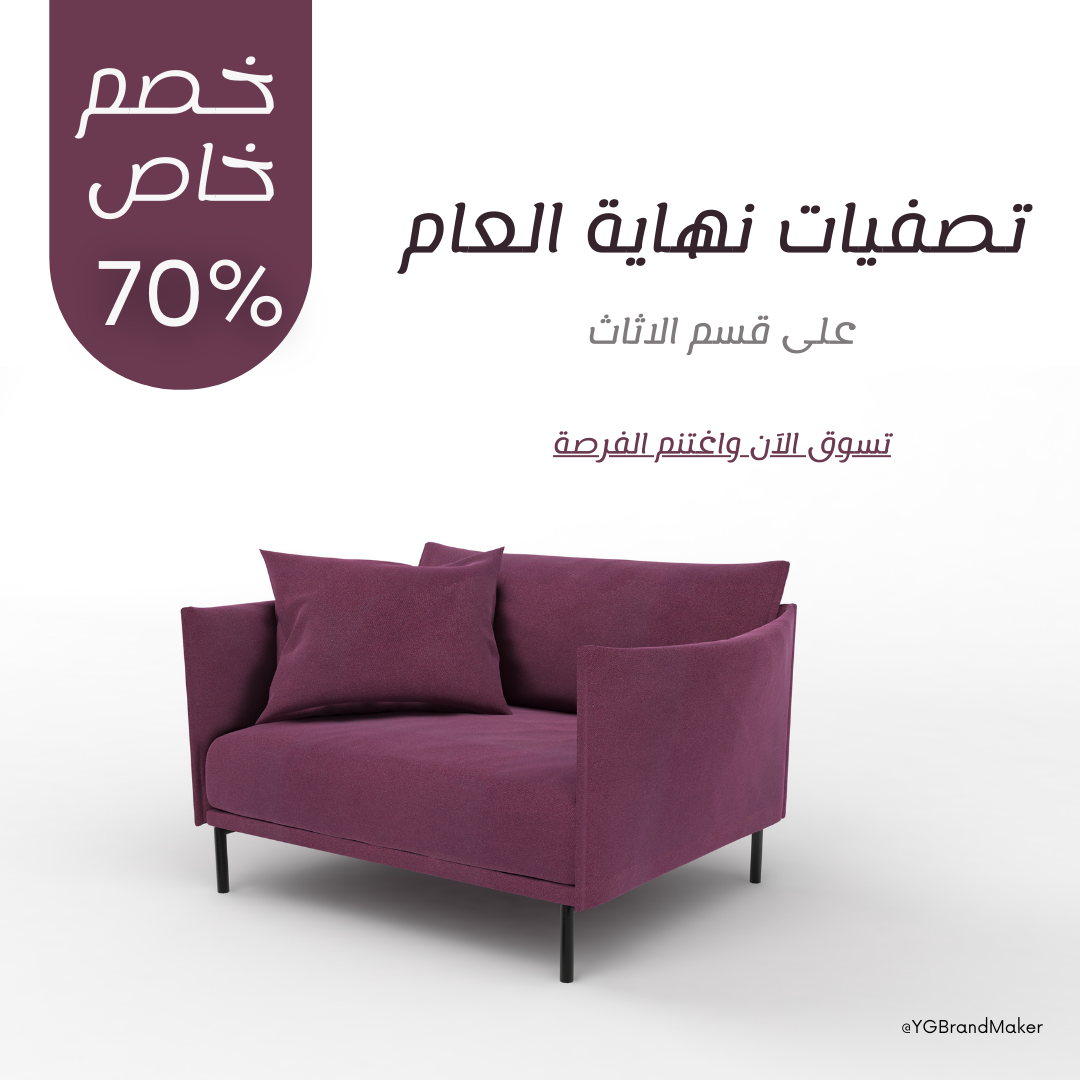 خصم
خاص
70%
تصفيات نهاية العام
على قسم الاثاث
تسوق الآن واغتنم الفرصة
@YGBrandMaker